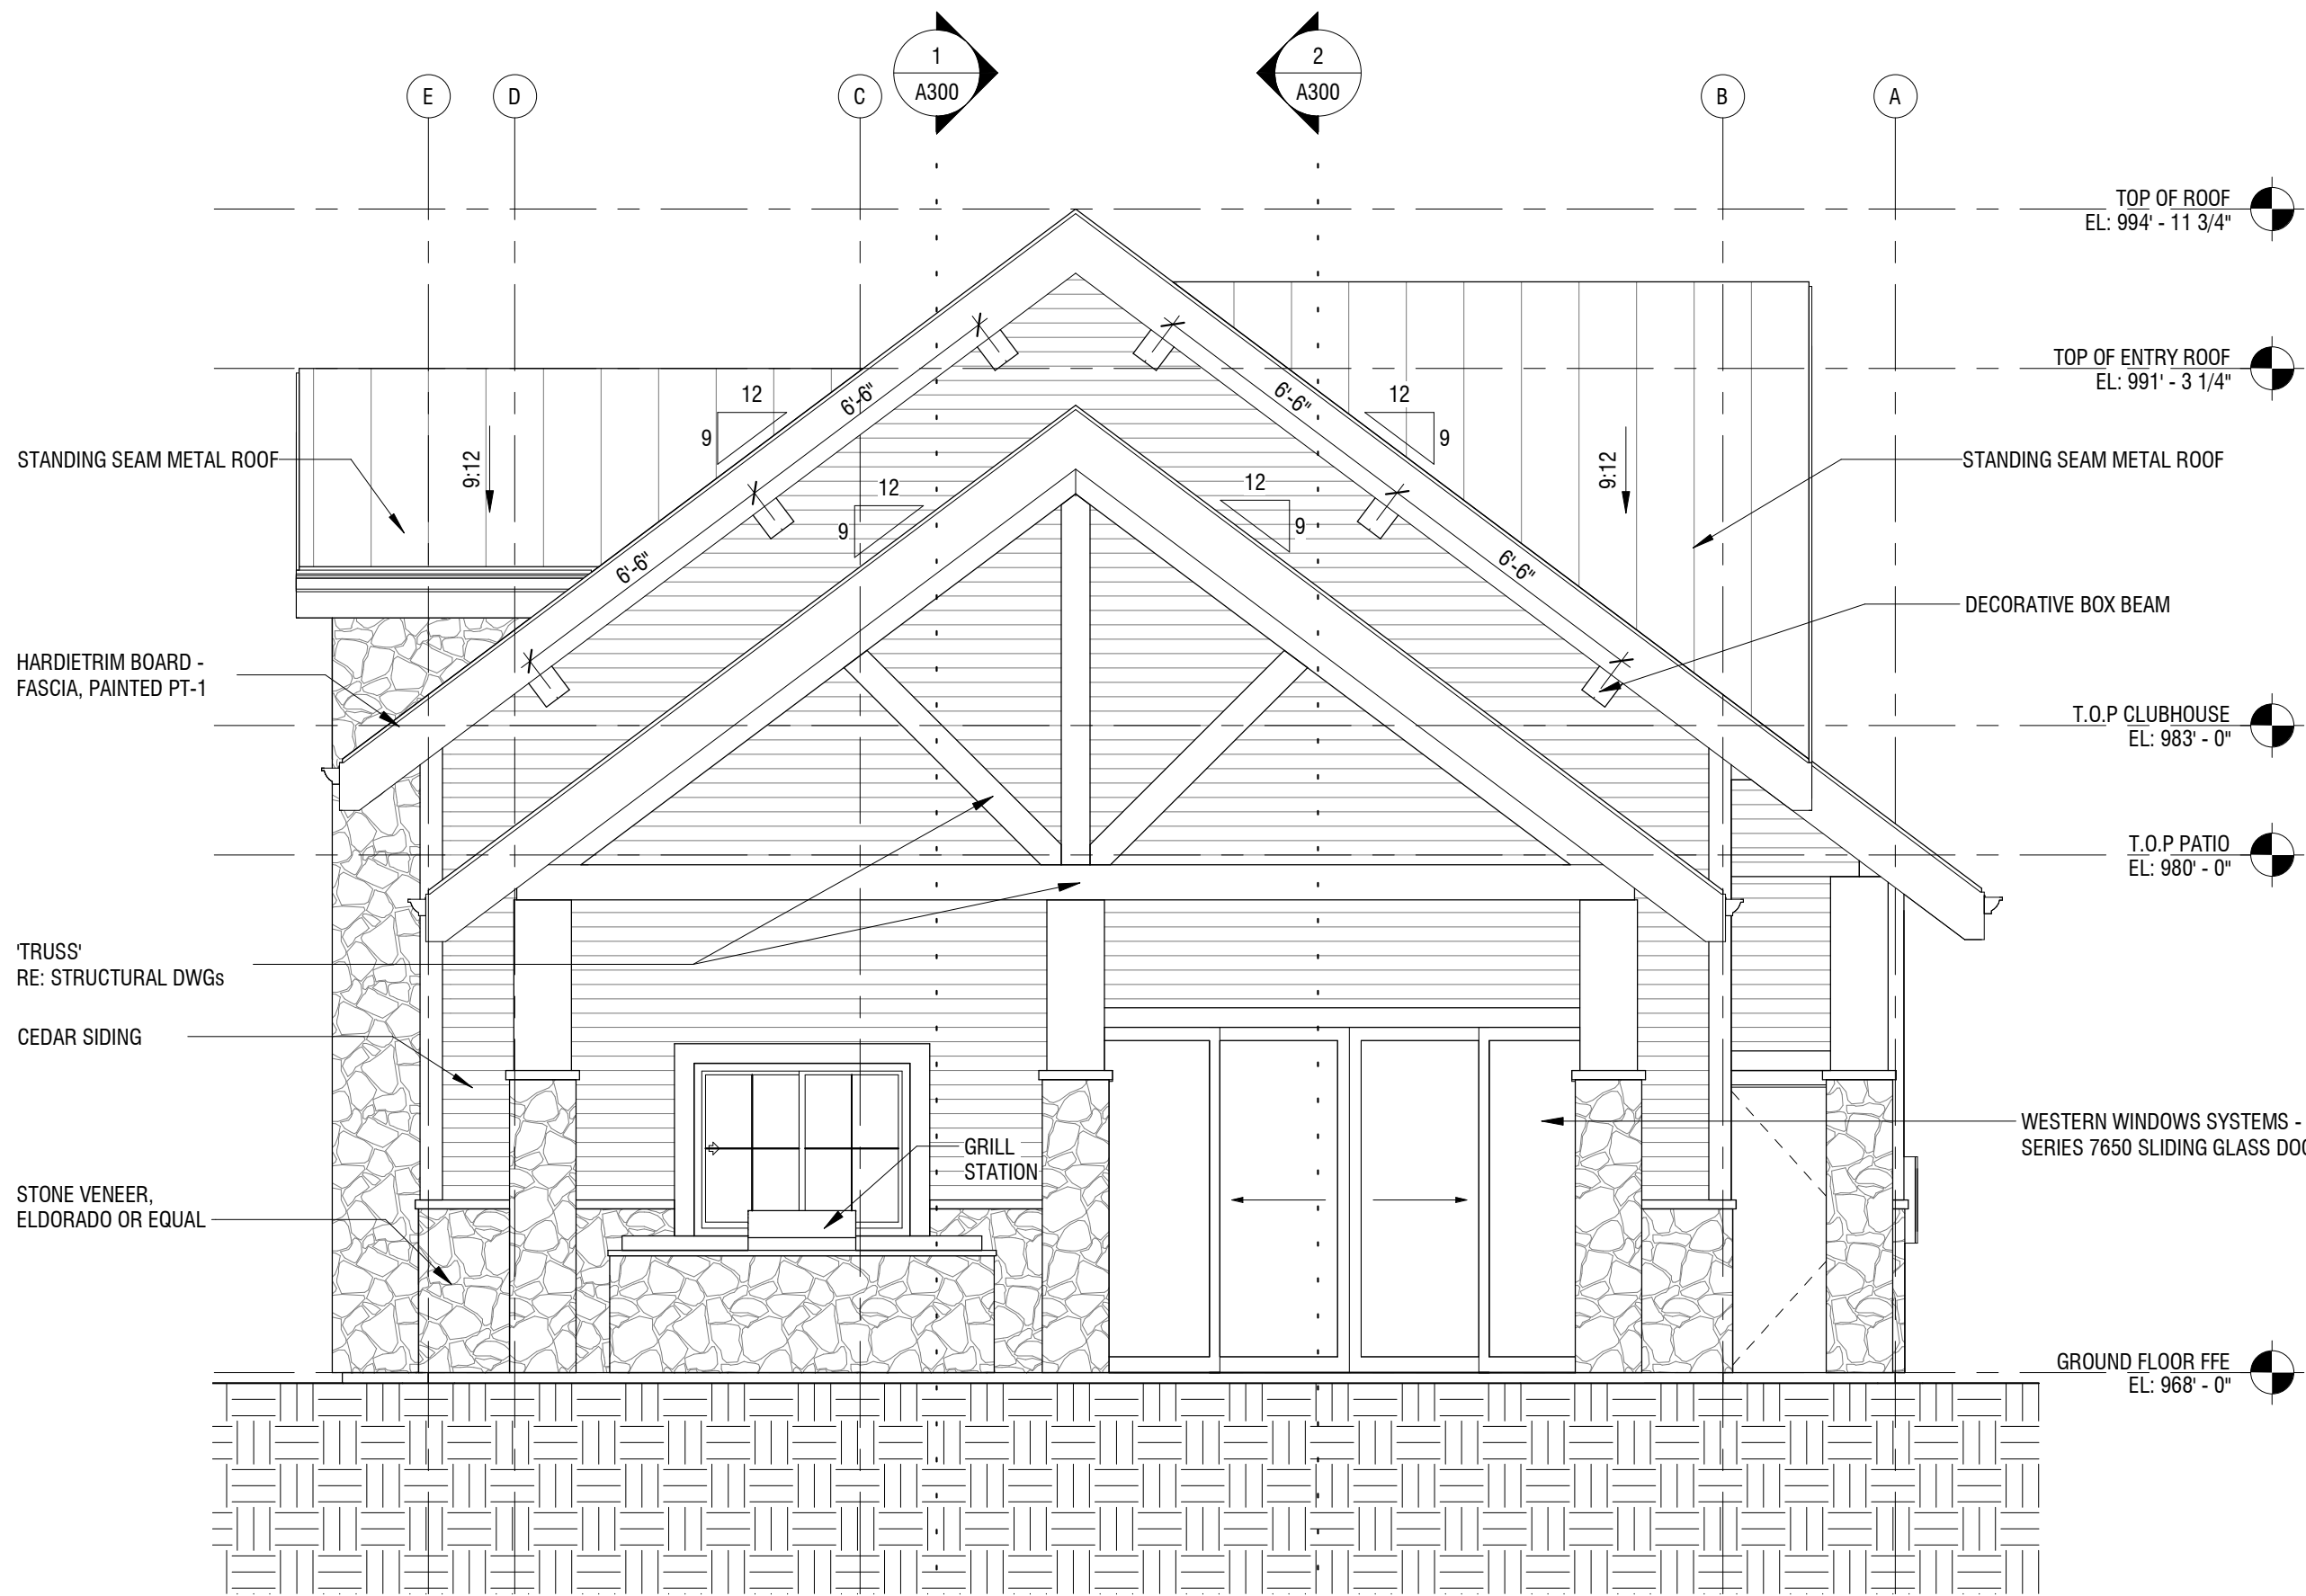 1
A300
2
A300
E
D
C
B
A
TOP OF ROOF
EL: 994' - 11 3/4"
TOP OF ENTRY ROOF
EL: 991' - 3 1/4"
6'-6"
6'-6"
12
9
12
9
STANDING SEAM METAL ROOF
9:12
9:12
STANDING SEAM METAL ROOF
12
9
12
9
6'-6"
6'-6"
DECORATIVE BOX BEAM
HARDIETRIM BOARD -
FASCIA, PAINTED PT-1
T.O.P CLUBHOUSE
EL: 983' - 0"
T.O.P PATIO
EL: 980' - 0"
'TRUSS'
RE: STRUCTURAL DWGs
CEDAR SIDING
WESTERN WINDOWS SYSTEMS -
SERIES 7650 SLIDING GLASS
GRILL
STATION
STONE VENEER,
ELDORADO OR EQUAL
GROUND FLOOR FFE
EL: 968' - 0"